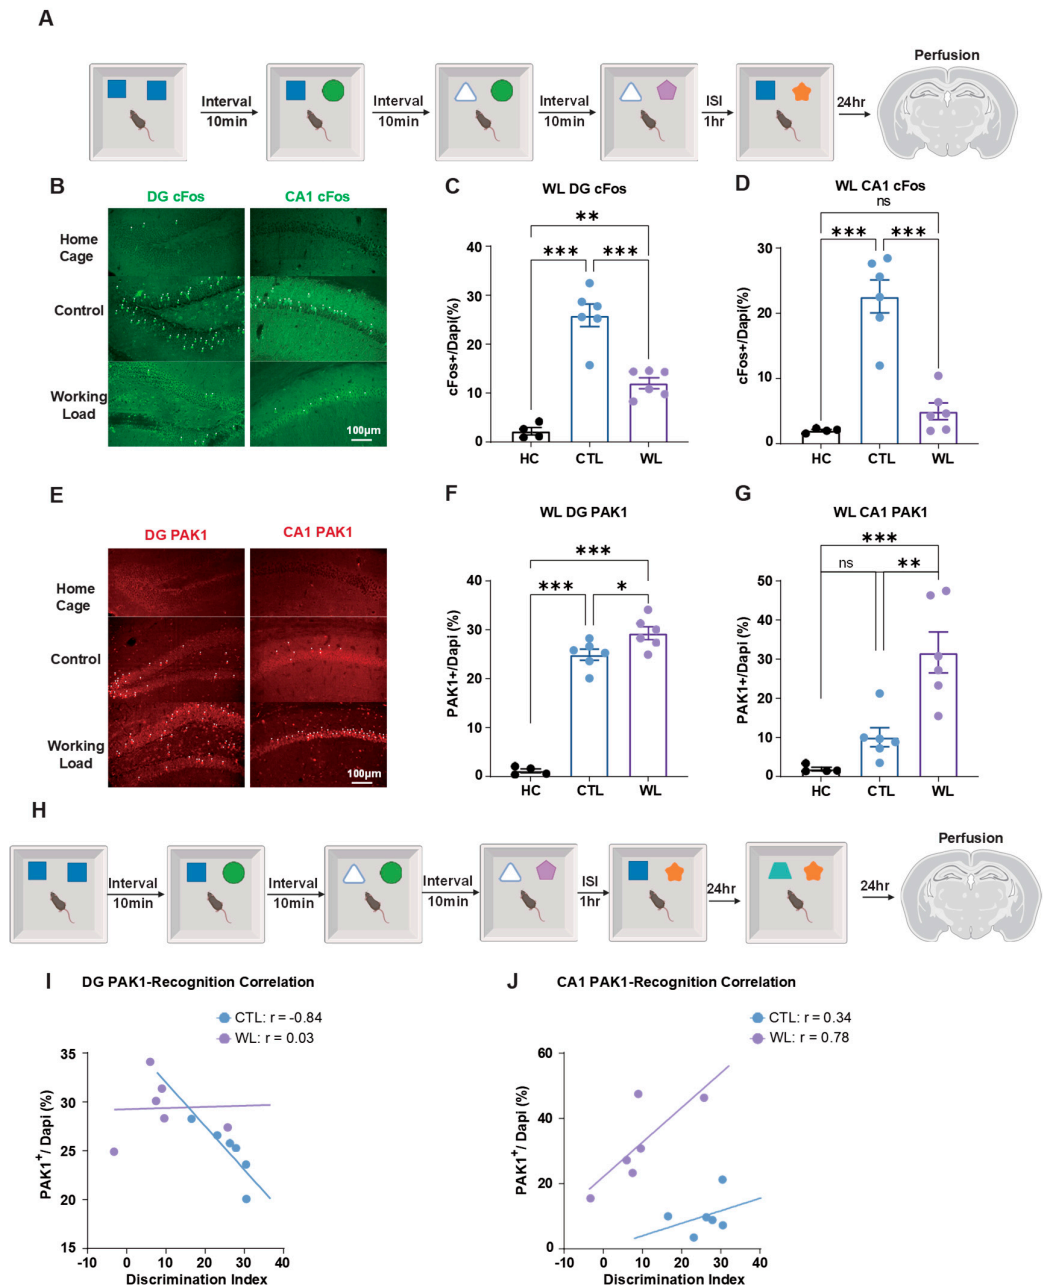 A
Perfusion
Interval
10min
Interval
10min
Interval
10min
ISI
1hr
24hr
B
DG cFos
CA1 cFos
Home
Cage
Control
Working
Load
100µm
C
WL DG cFos
**
***
***
cFos+/Dapi(%)
40
30
20
10
0
HC
CTL
WL
D
WL CA1 cFos
ns
***
***
cFos+/Dapi(%)
30
20
10
0
HC
CTL
WL
E
DG PAK1
CA1 PAK1
Home
Cage
Control
Working
Load
100µm
F
WL DG PAK1
***
***
*
PAK1+/Dapi (%)
40
30
20
10
0
HC
CTL
WL
G
WL CA1 PAK1
***
ns
**
PAK1+/Dapi (%)
50
40
30
20
10
0
HC
CTL
WL
H
Perfusion
Interval
10min
Interval
10min
Interval
10min
ISI
1hr
24hr
24hr
I
DG PAK1-Recognition Correlation
CTL: r = -0.84
WL: r = 0.03
PAK1⁺/ Dapi (%)
35
30
25
20
15
-10
0
10
20
30
40
Discrimination Index
J
CA1 PAK1-Recognition Correlation
CTL: r = 0.34
WL: r = 0.78
PAK1⁺/ Dapi (%)
60
40
20
0
-10
0
10
20
30
40
Discrimination Index